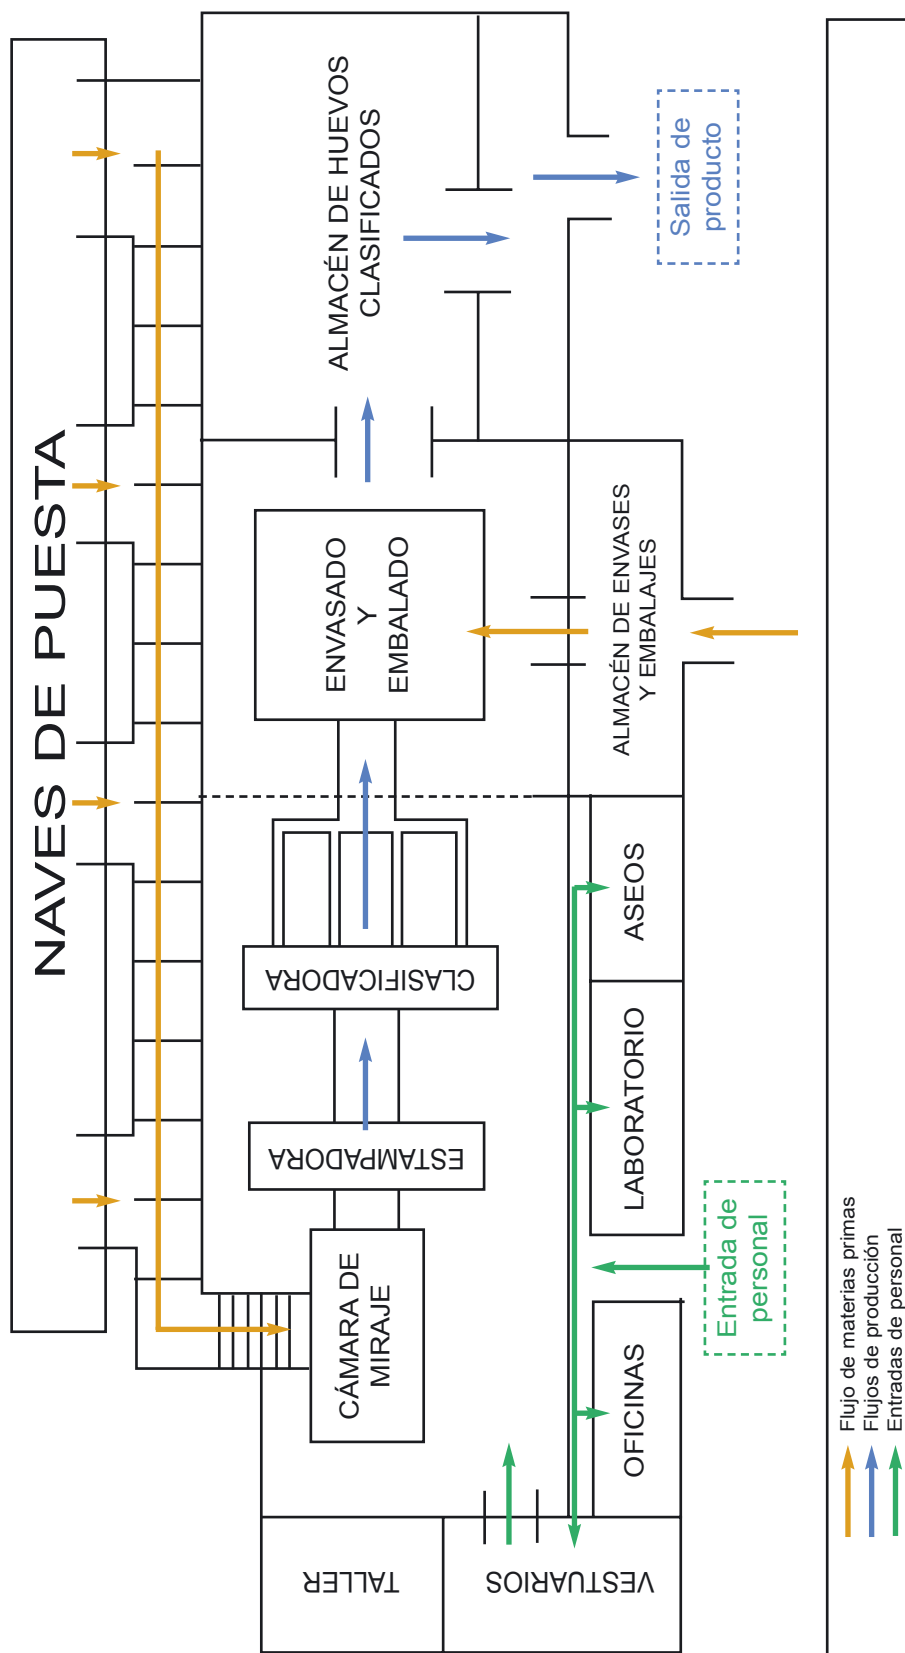 NAVES DE PUESTA
ALMACÉN DE HUEVOS
CLASIFICADOS
Salida de
producto
ENVASADO
Y
EMBALADO
ALMACÉN DE ENVASES
Y EMBALAJES
CLASIFICADORA
ESTAMPADORA
CÁMARA DE
MIRAJE
ASEOS
LABORATORIO
Entrada de
personal
OFICINAS
TALLER
VESTUARIOS
Flujo de materias primas
Flujos de producción
Entradas de personal